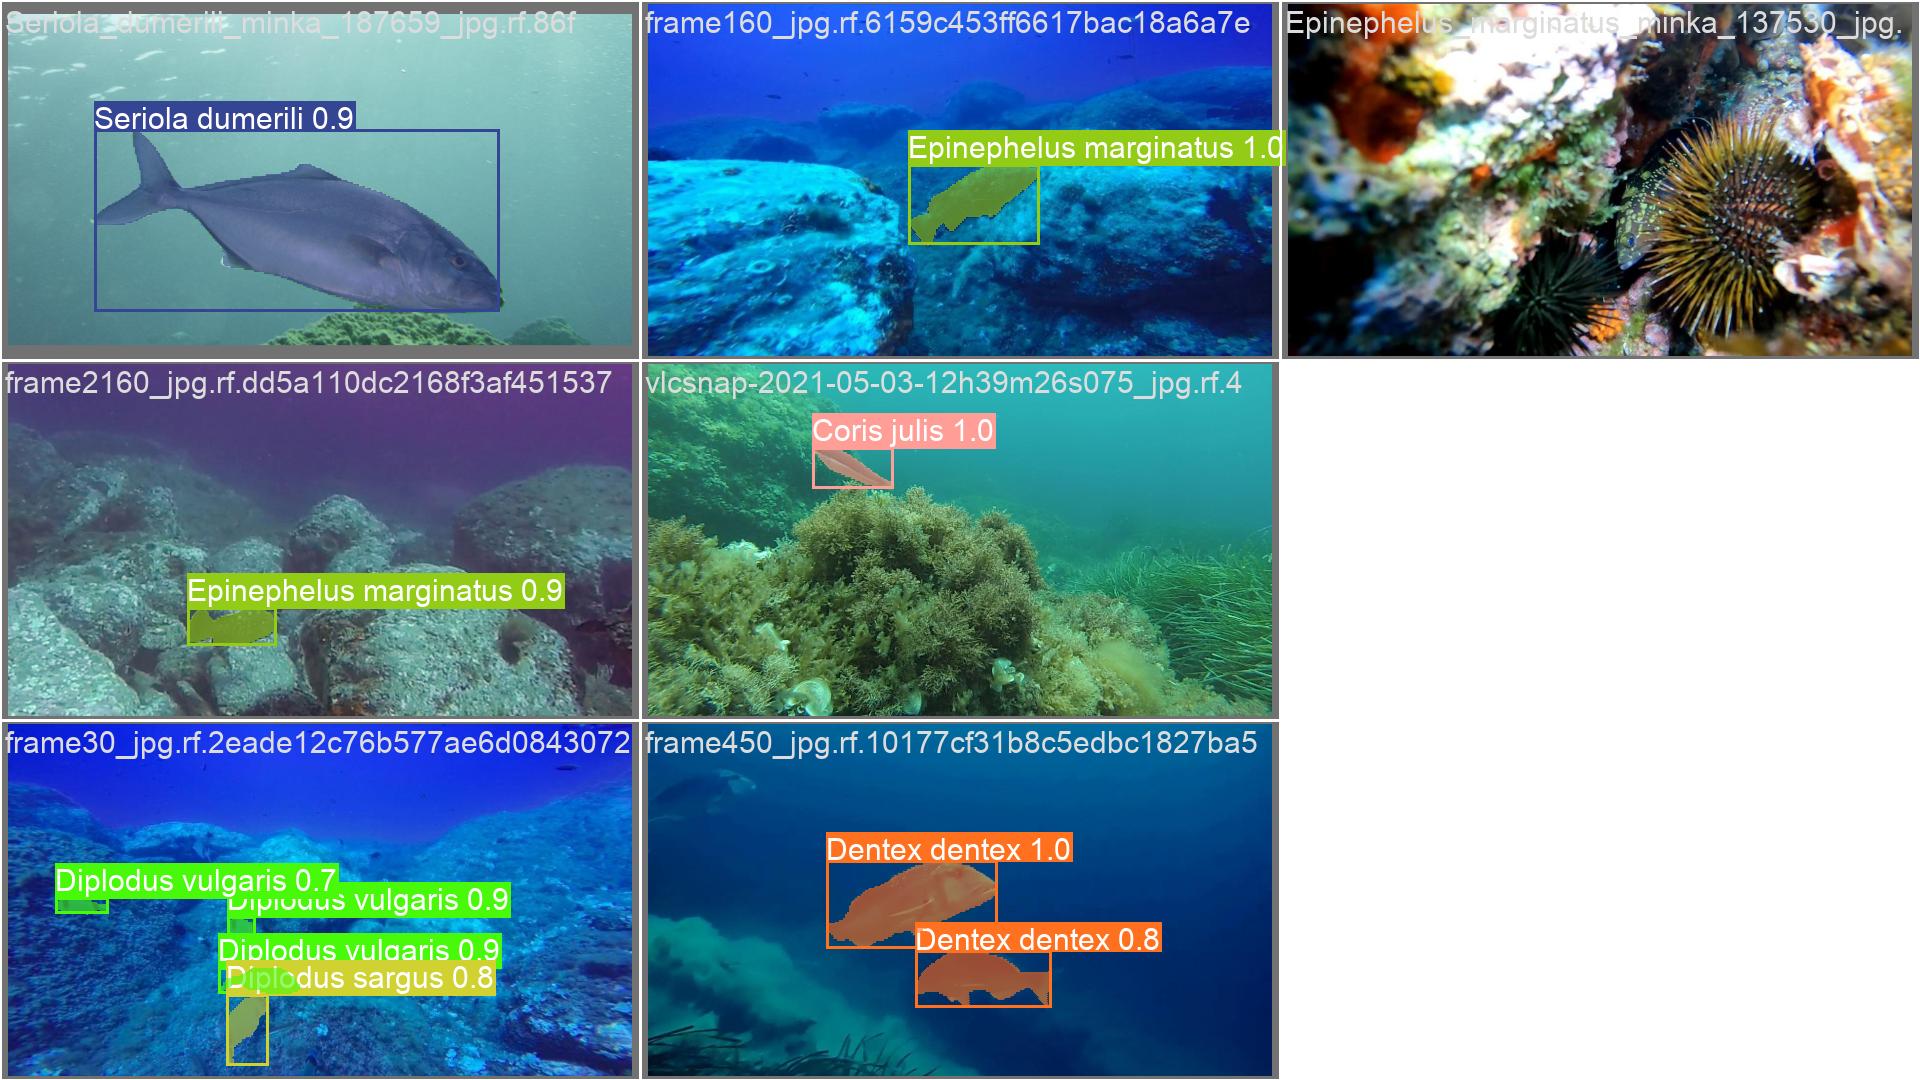 Seriola_dumerili_minka_187659_jpg.rf.86f
Seriola dumerili 0.9
frame160_jpg.rf.6159c453ff6617bac18a6a7e
Epinephelus marginatus 1.0
Epinephelus_marginatus_minka_137530_jpg.
frame2160_jpg.rf.dd5a110dc2168f3af451537
Epinephelus marginatus 0.9
vlcsnap-2021-05-03-12h39m26s075_jpg.rf.4
Coris julis 1.0
frame30_jpg.rf.2eade12c76b577ae6d0843072
Diplodus vulgaris 0.7
Diplodus vulgaris 0.9
Diplodus vulgaris 0.9
Diplodus sargus 0.8
frame450_jpg.rf.10177cf31b8c5edbc1827ba5
Dentex dentex 1.0
Dentex dentex 0.8